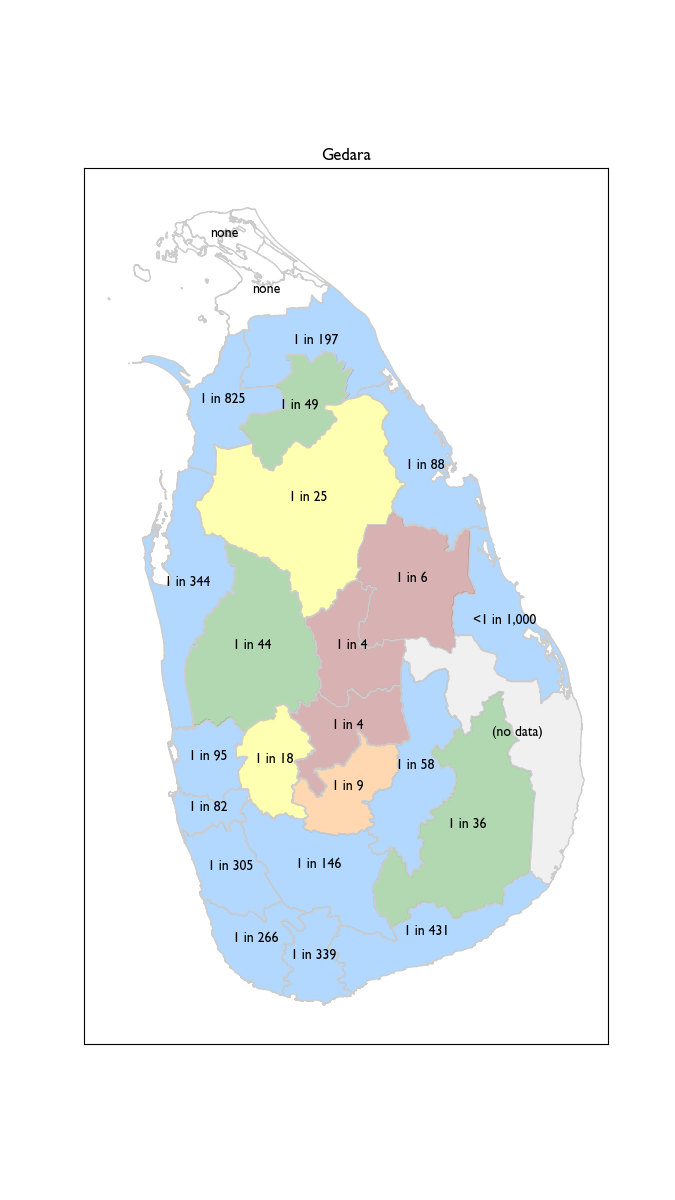 Gedara
none
none
1 in 197
1 in 825
1 in 49
1 in 88
1 in 25
1 in 6
1 in 344
<1 in 1,000
1 in 44
1 in 4
1 in 4
(no data)
1 in 95
1 in 18
1 in 58
1 in 9
1 in 82
1 in 36
1 in 305
1 in 146
1 in 431
1 in 266
1 in 339